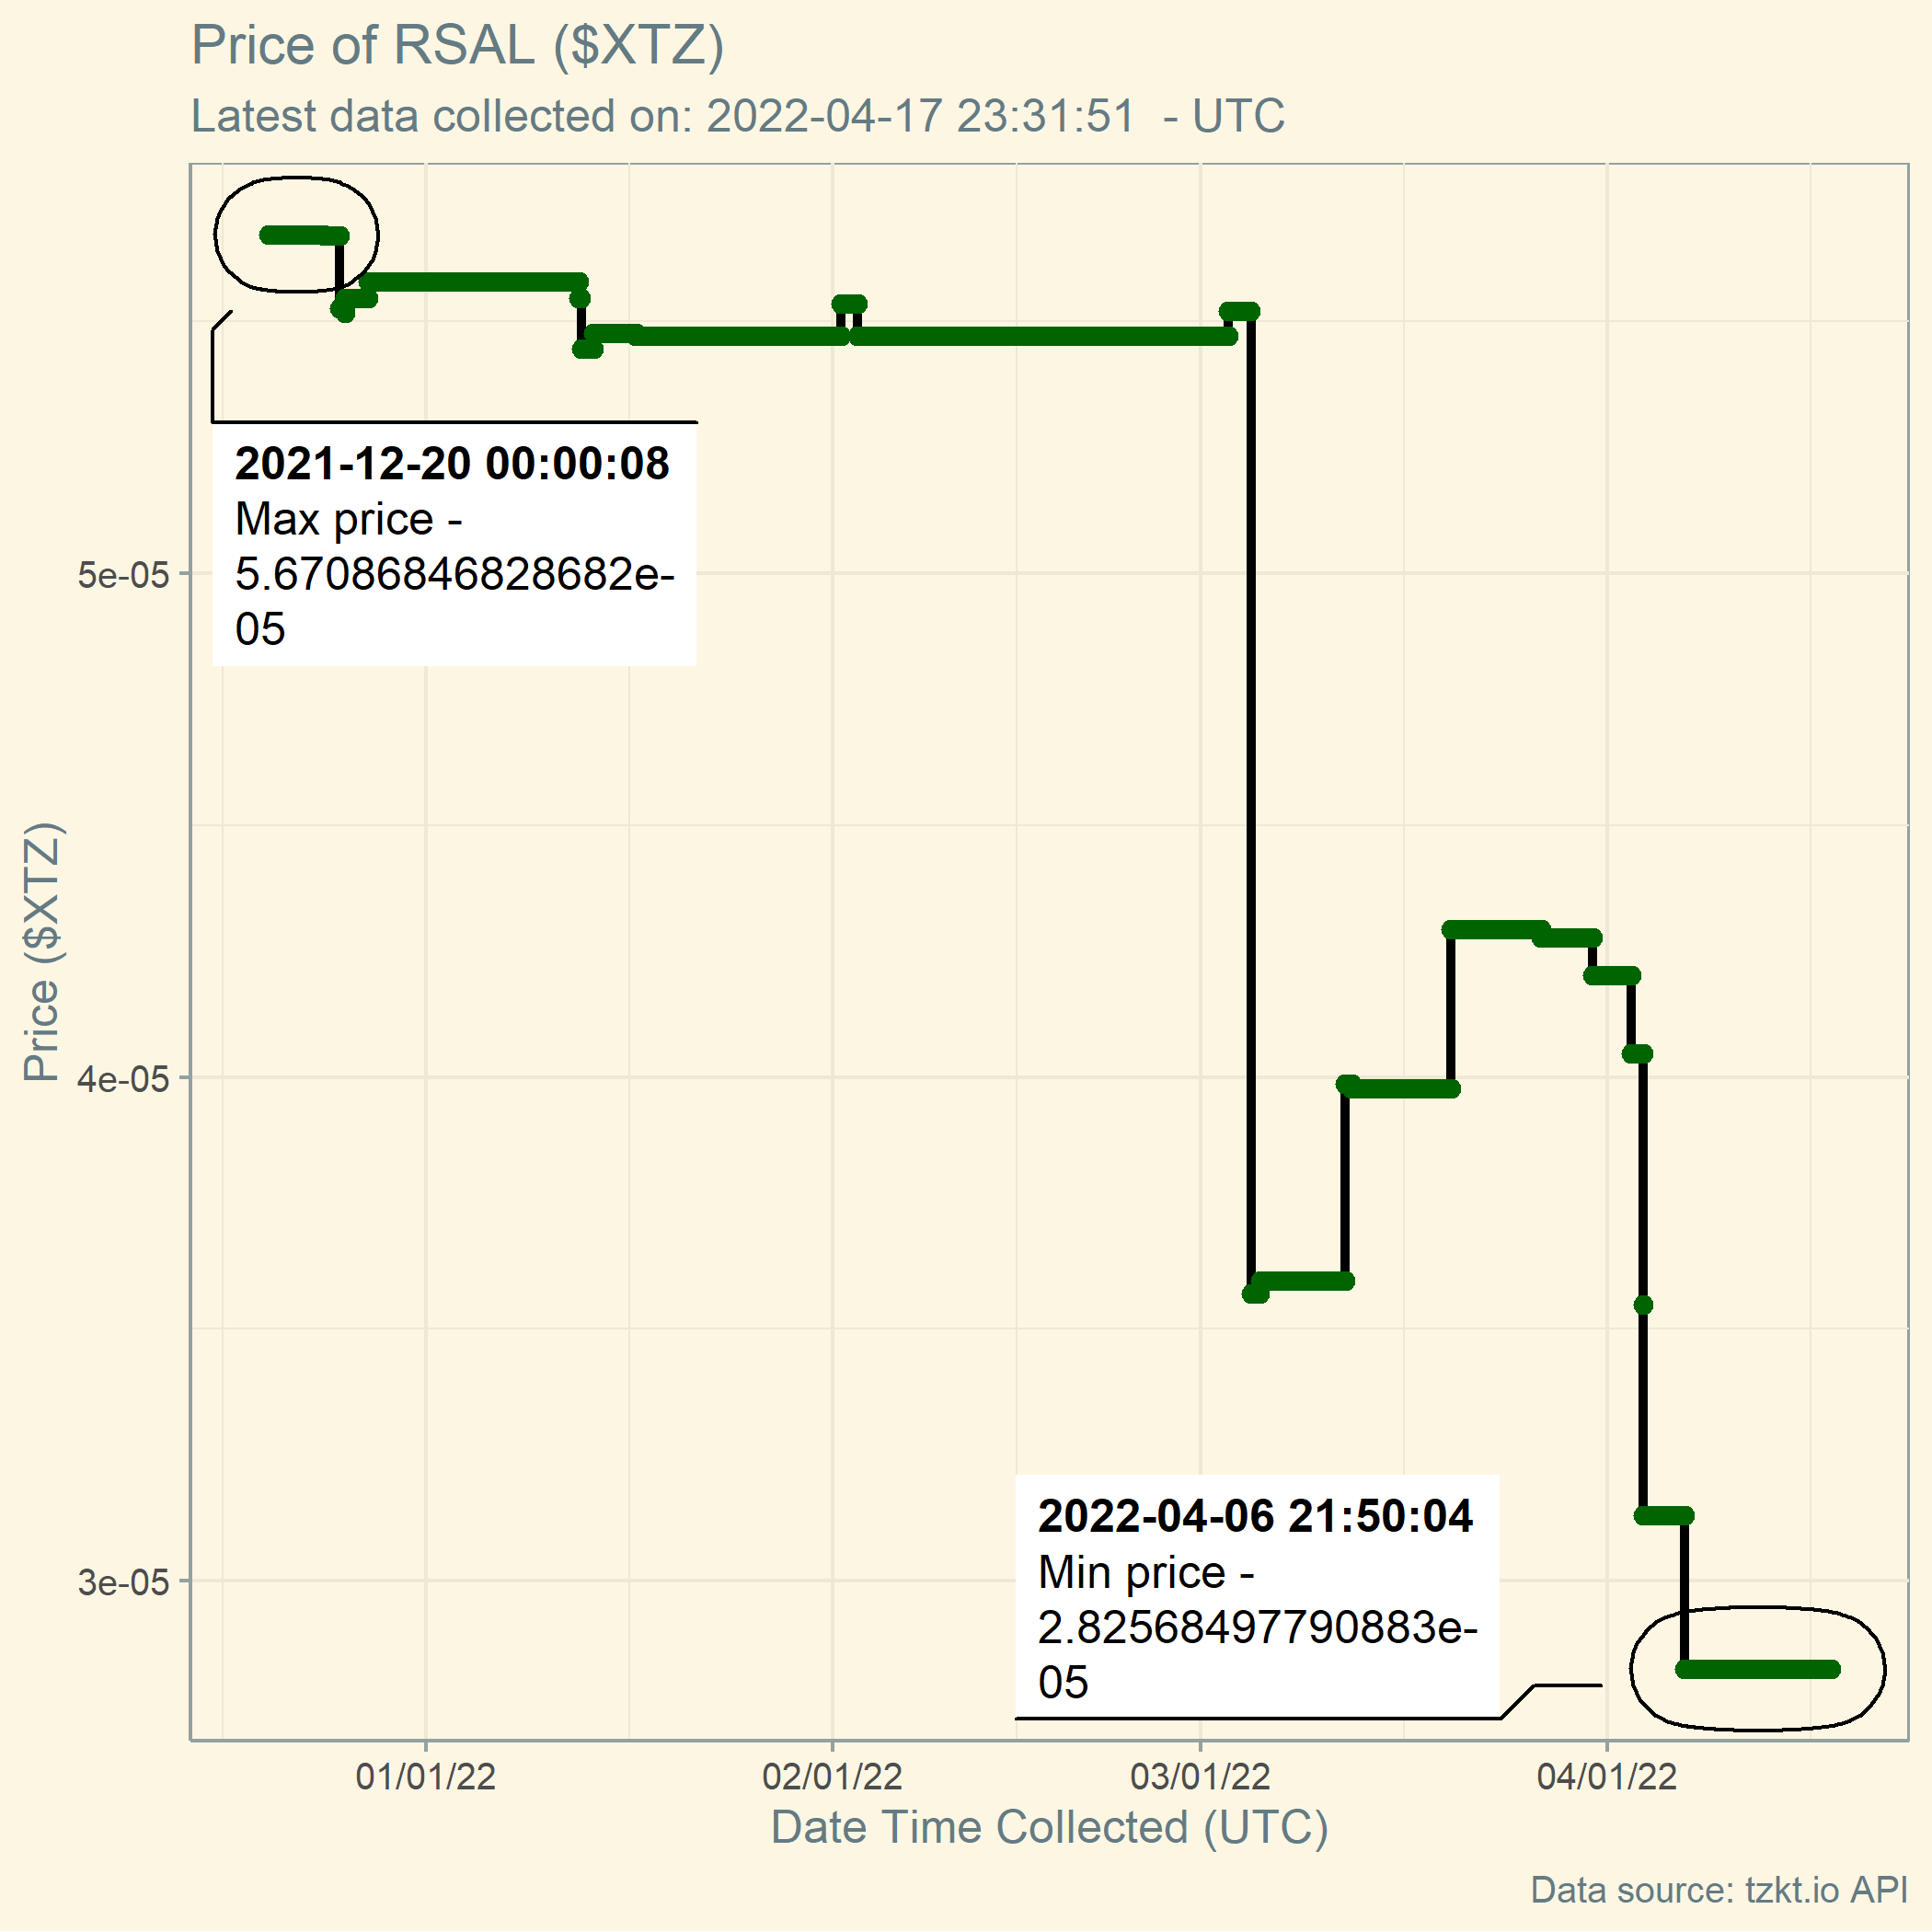 Price of RSAL ($XTZ)
Latest data collected on: 2022-04-17 23:31:51  - UTC
2021-12-20 00:00:08
Max price -
5.67086846828682e-
05
5e-05
4e-05
3e-05
Price ($XTZ)
2022-04-06 21:50:04
Min price -
2.82568497790883e-
05
01/01/22
02/01/22
03/01/22
04/01/22
Date Time Collected (UTC)
Data source: tzkt.io API